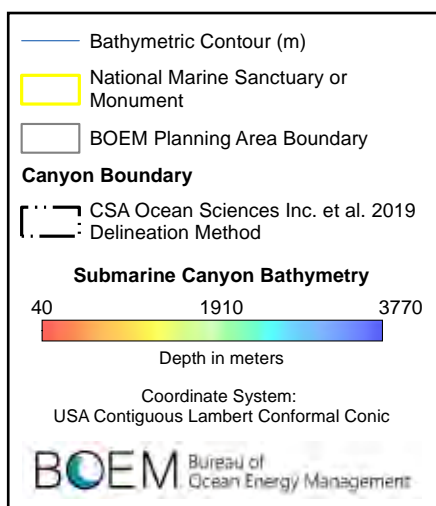 Bathymetric Contour (m)
National Marine Sanctuary or
Monument
BOEM Planning Area Boundary
Canyon Boundary
CSA Ocean Sciences Inc. et al. 2019
Delineation Method
Submarine Canyon Bathymetry
40 1910 3770
Depth in meters
Coordinate System:
USA Contiguous Lambert Conformal Conic
BOEM Bureau of
Ocean Energy Management